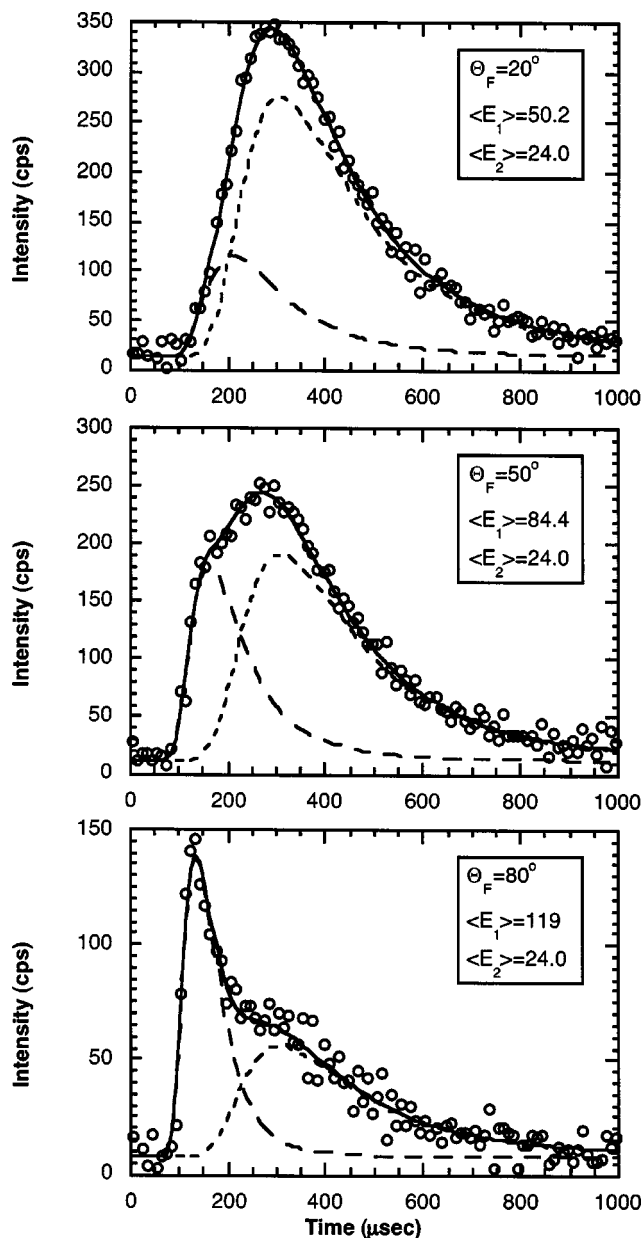 350
300
250
200
150
100
50
0
Intensity (cps)
Θ_F=20°
<E_1>=50.2
<E_2>=24.0
0 200 400 600 800 1000
300
250
200
150
100
50
0
Intensity (cps)
Θ_F=50°
<E_1>=84.4
<E_2>=24.0
0 200 400 600 800 1000
150
100
50
0
Intensity (cps)
Θ_F=80°
<E_1>=119
<E_2>=24.0
0 200 400 600 800 1000
Time (μsec)